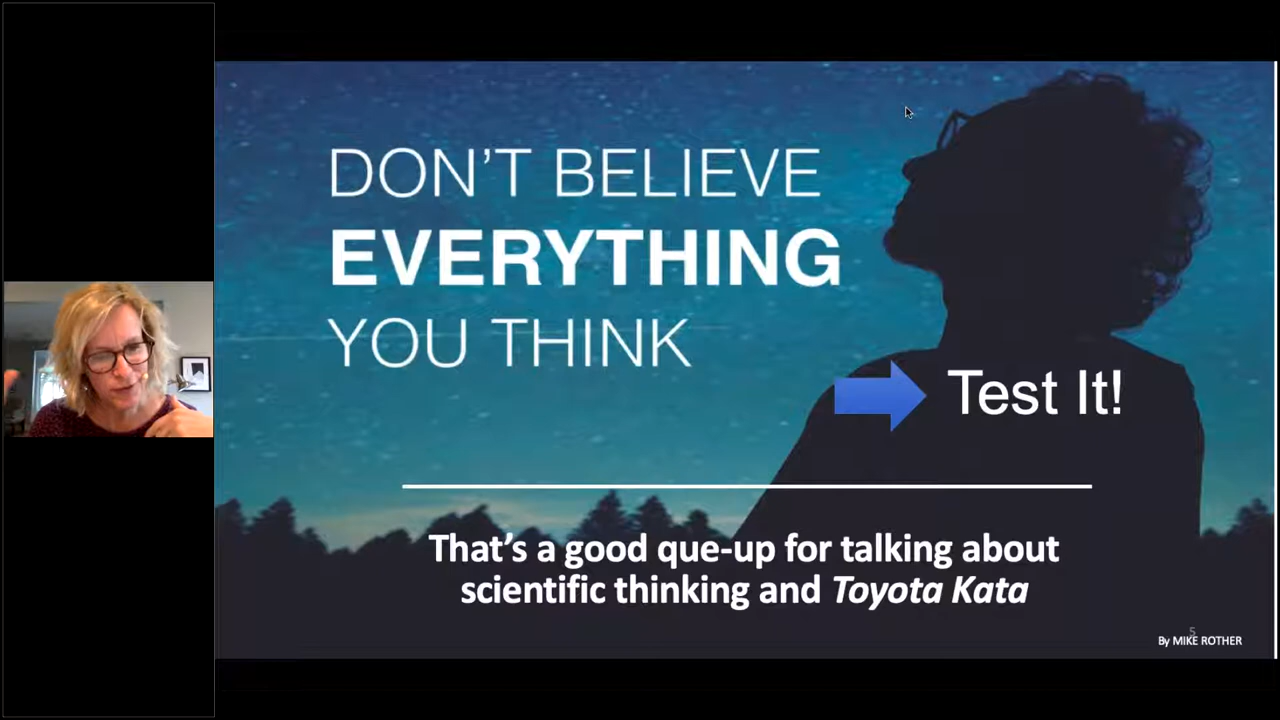 DON'T BELIEVE
EVERYTHING
YOU THINK
Test It!
That's a good que-up for talking about
scientific thinking and Toyota Kata
5
By MIKE ROTHER